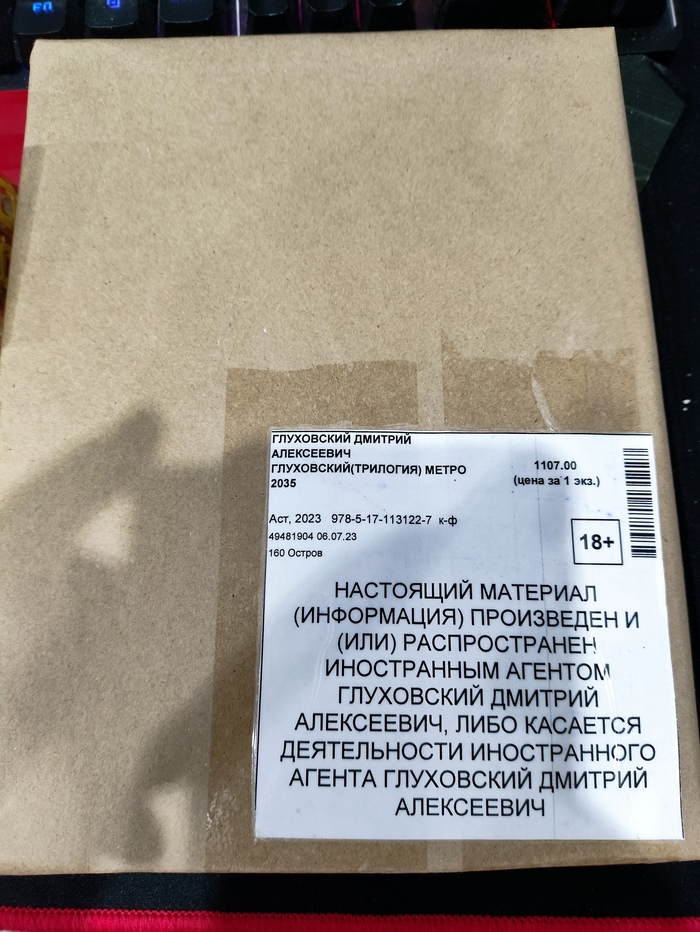 ГЛУХОВСКИЙ ДМИТРИЙ
АЛЕКСЕЕВИЧ
ГЛУХОВСКИЙ(ТРИЛОГИЯ) МЕТРО
2035
1107.00
(цена за 1 экз.)
Аст, 2023 978-5-17-113122-7 к-ф
49481904 06.07.23
160 Остров
18+
НАСТОЯЩИЙ МАТЕРИАЛ
(ИНФОРМАЦИЯ) ПРОИЗВЕДЕН И
(ИЛИ) РАСПРОСТРАНЕН
ИНОСТРАННЫМ АГЕНТОМ
ГЛУХОВСКИЙ ДМИТРИЙ
АЛЕКСЕЕВИЧ, ЛИБО КАСАЕТСЯ
ДЕЯТЕЛЬНОСТИ ИНОСТРАННОГО
АГЕНТА ГЛУХОВСКИЙ ДМИТРИЙ
АЛЕКСЕЕВИЧ